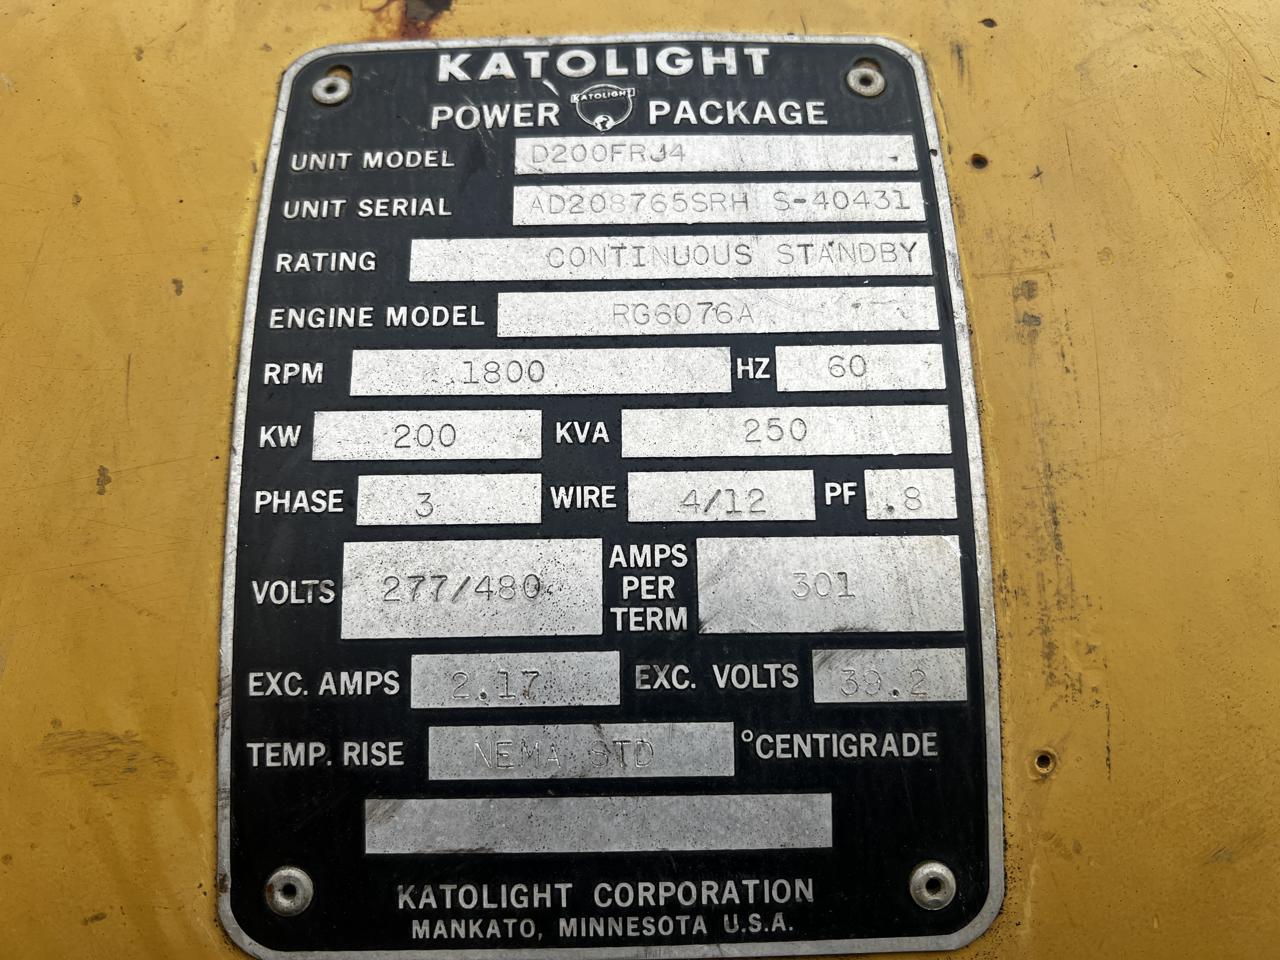 KATOLIGHT
POWER KATOLIGHT PACKAGE
UNIT MODEL D200FRJ4
UNIT SERIAL AD208765SRH S-40431
RATING CONTINUOUS STANDBY
ENGINE MODEL RG6076A
RPM 1800 HZ 60
KW 200 KVA 250
PHASE 3 WIRE 4/12 PF .8
VOLTS 277/480 AMPS PER TERM 301
EXC. AMPS 2.17 EXC. VOLTS 39.2
TEMP. RISE NEMA STD °CENTIGRADE
KATOLIGHT CORPORATION
MANKATO, MINNESOTA U.S.A.